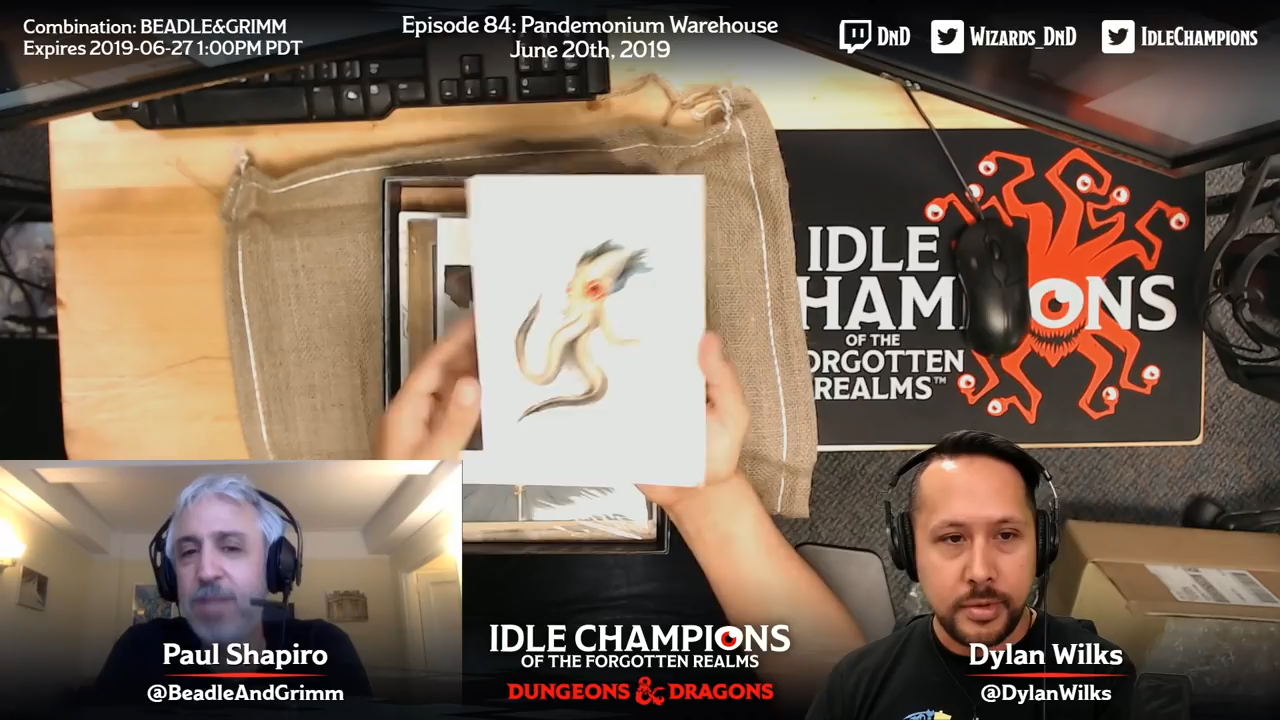 Combination: BEADLE&GRIMM
Expires 2019-06-27 1:00PM PDT
Episode 84: Pandemonium Warehouse
June 20th, 2019
DnD
Wizards_DnD
IdleChampions
IDLE
HAMPIONS
OF THE
FORGOTTEN
REALMS™
Paul Shapiro
@BeadleAndGrimm
IDLE CHAMPIONS
OF THE FORGOTTEN REALMS
DUNGEONS & DRAGONS
Dylan Wilks
@DylanWilks